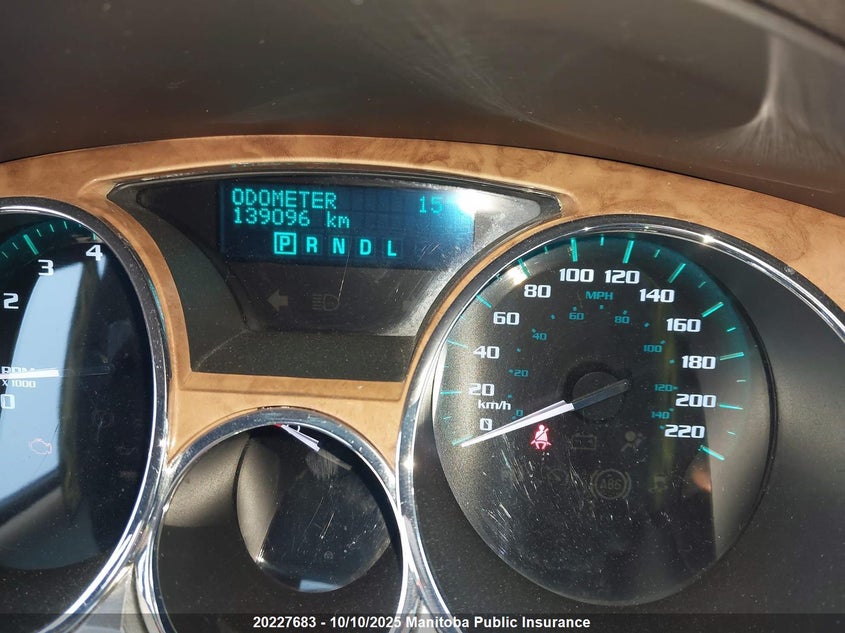 ODOMETER 15
139096 km
P R N D L
2 3 4
RPM
X 1000
0
0 20 40 60 80 100 120 140 160 180 200 220
km/h
MPH
0 20 40 60 80 100 120 140
ABS
20227683 - 10/10/2025 Manitoba Public Insurance